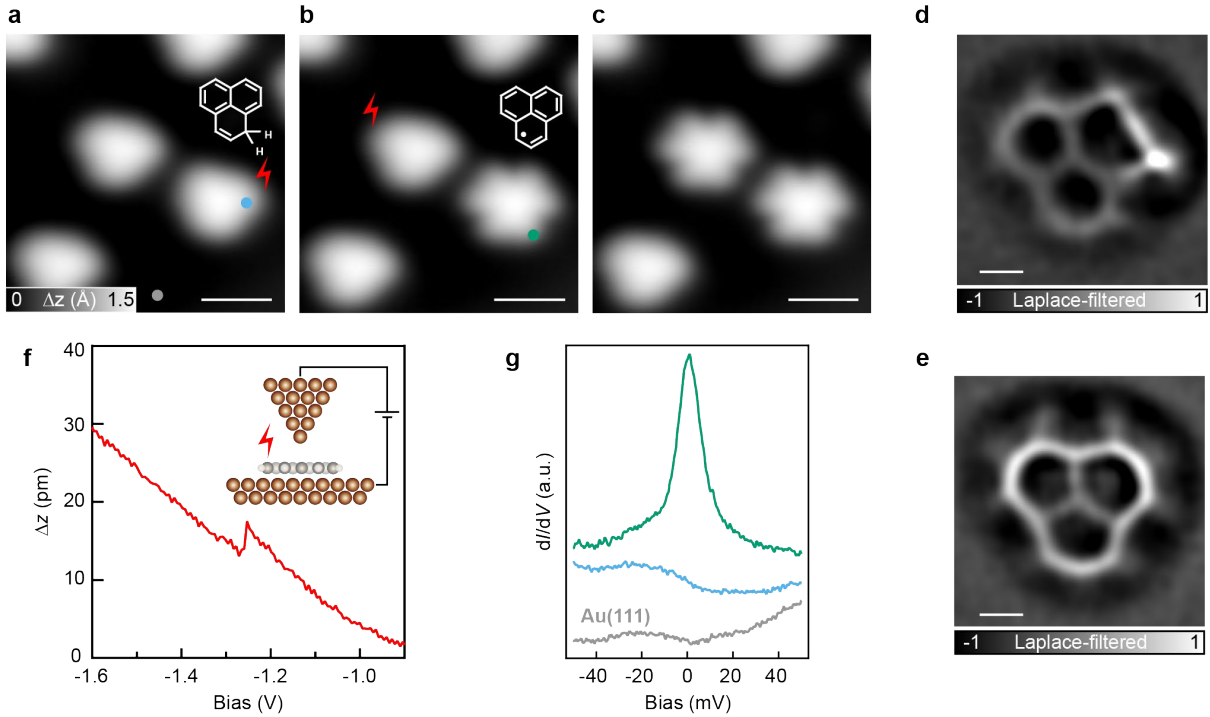 a
b
c
d
H
H
0 Δz (Å) 1.5
-1 Laplace-filtered 1
f
40
30
20
10
0
Δz (pm)
-1.6
-1.4
-1.2
-1.0
Bias (V)
g
dI/dV (a.u.)
Au(111)
-40
-20
0
20
40
Bias (mV)
e
-1 Laplace-filtered 1